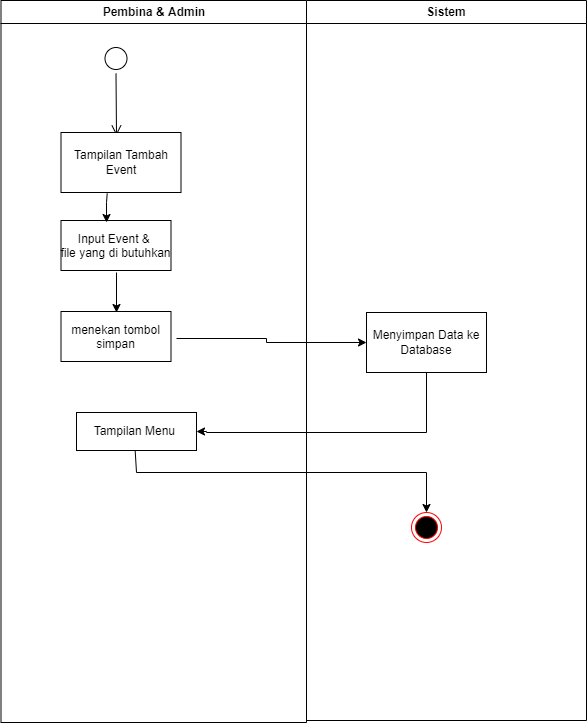 Pembina & Admin
Sistem
Tampilan Tambah
Event
Input Event &
file yang di butuhkan
menekan tombol
simpan
Menyimpan Data ke
Database
Tampilan Menu